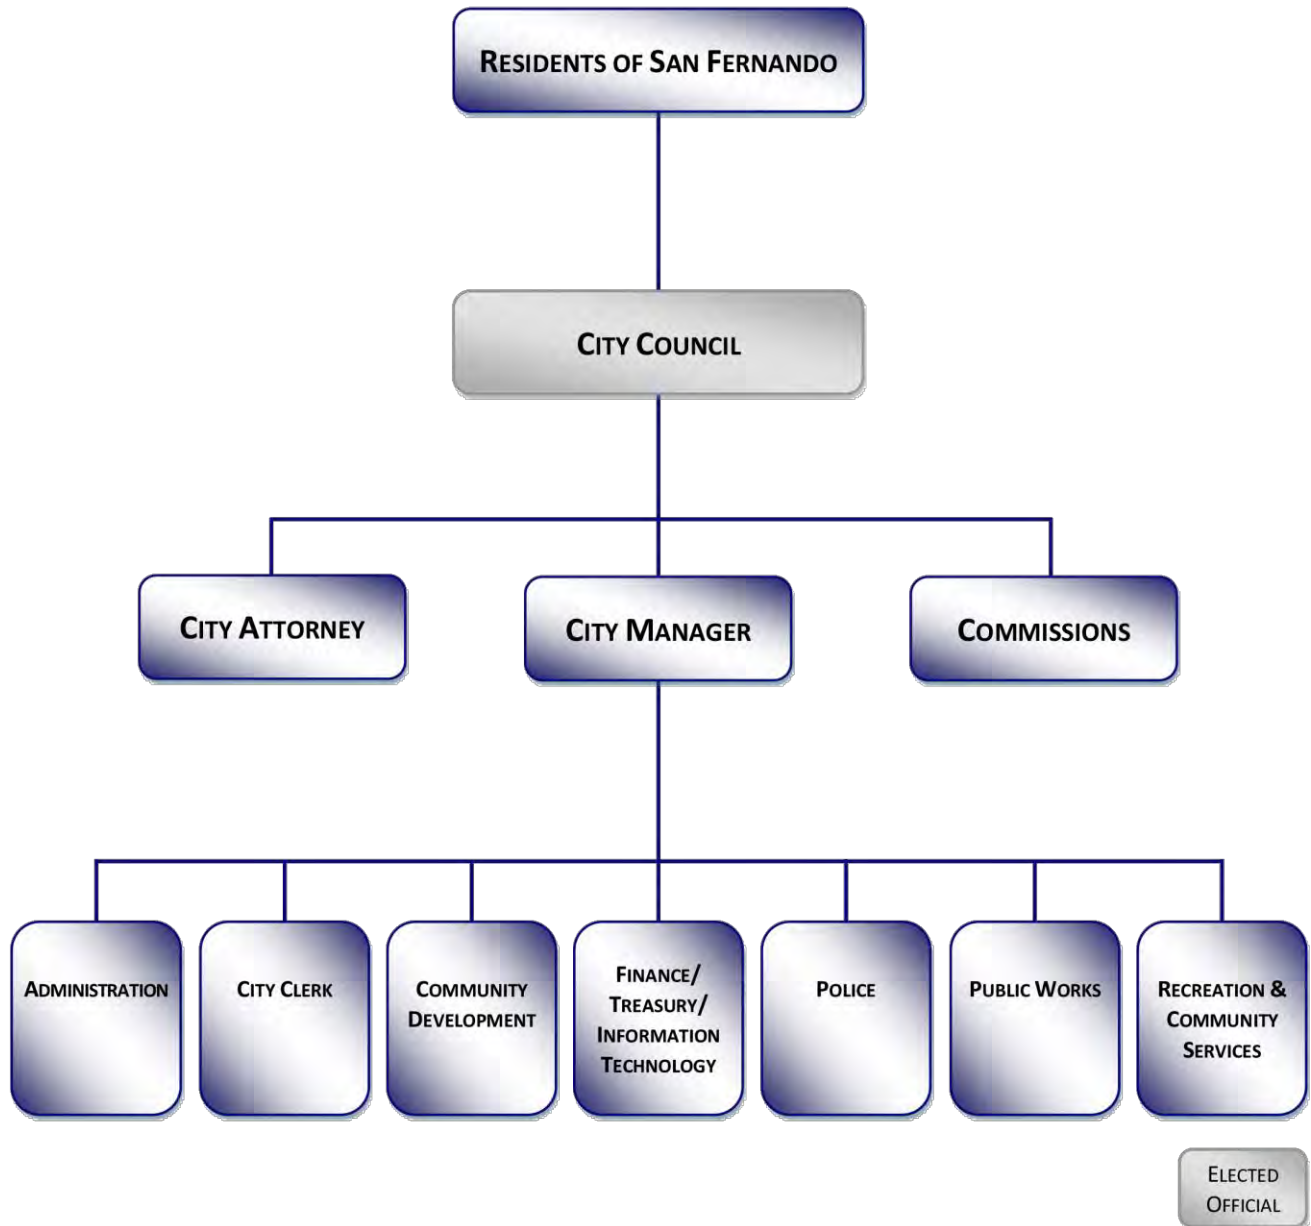 RESIDENTS OF SAN FERNANDO
CITY COUNCIL
CITY ATTORNEY
CITY MANAGER
COMMISSIONS
ADMINISTRATION
CITY CLERK
COMMUNITY
DEVELOPMENT
FINANCE/
TREASURY/
INFORMATION
TECHNOLOGY
POLICE
PUBLIC WORKS
RECREATION &
COMMUNITY
SERVICES
ELECTED
OFFICIAL